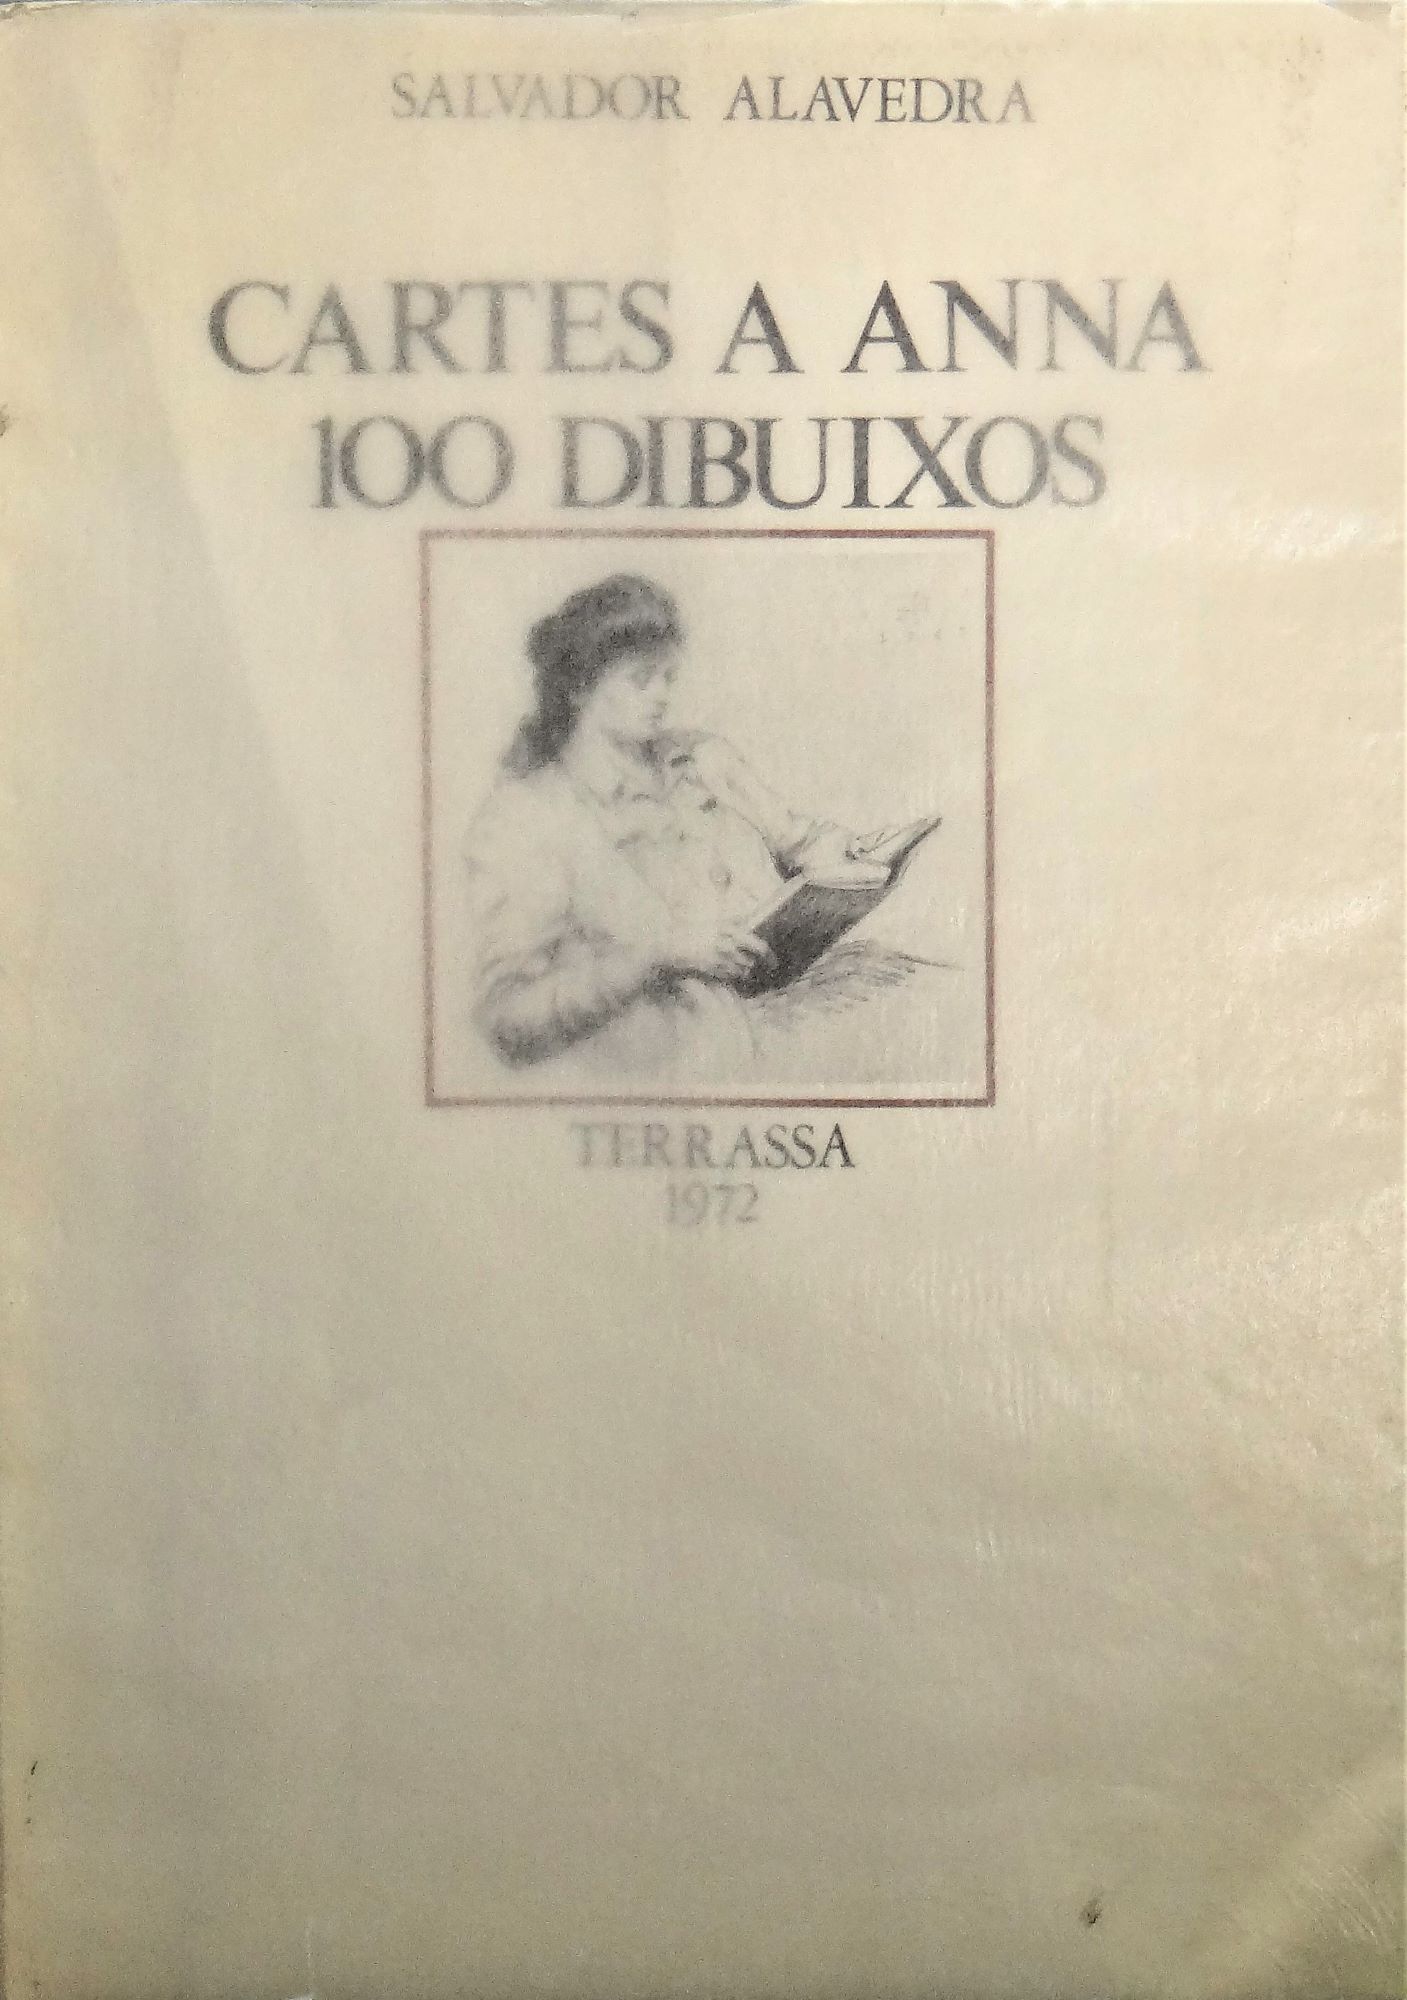 SALVADOR ALAVEDRA
CARTES A ANNA
100 DIBUIXOS
TERRASSA
1972